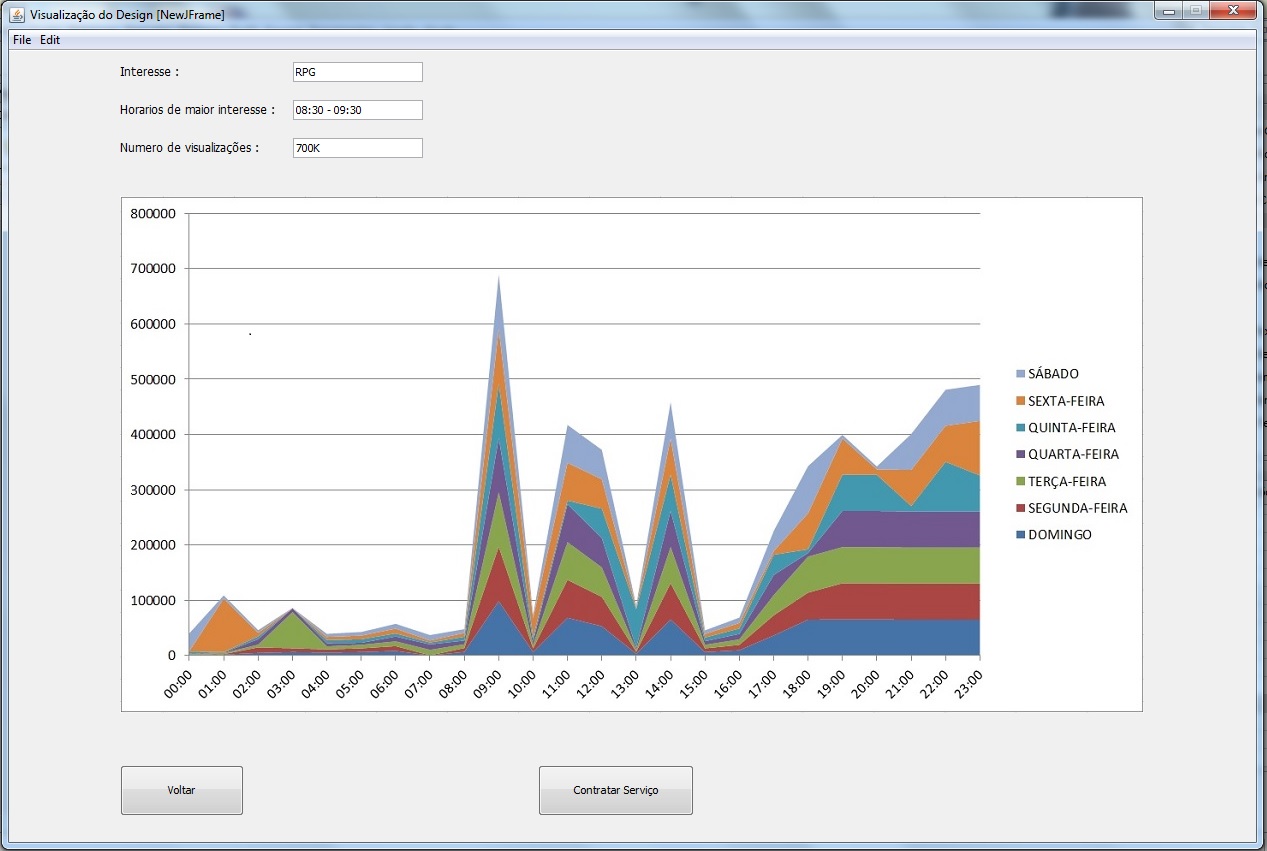 Visualização do Design [NewJFrame]
File Edit
Interesse : RPG
Horarios de maior interesse : 08:30 - 09:30
Numero de visualizações : 700K
800000
700000
600000
500000
400000
300000
200000
100000
0
00:00 01:00 02:00 03:00 04:00 05:00 06:00 07:00 08:00 09:00 10:00 11:00 12:00 13:00 14:00 15:00 16:00 17:00 18:00 19:00 20:00 21:00 22:00 23:00
SÁBADO
SEXTA-FEIRA
QUINTA-FEIRA
QUARTA-FEIRA
TERÇA-FEIRA
SEGUNDA-FEIRA
DOMINGO
Voltar Contratar Serviço